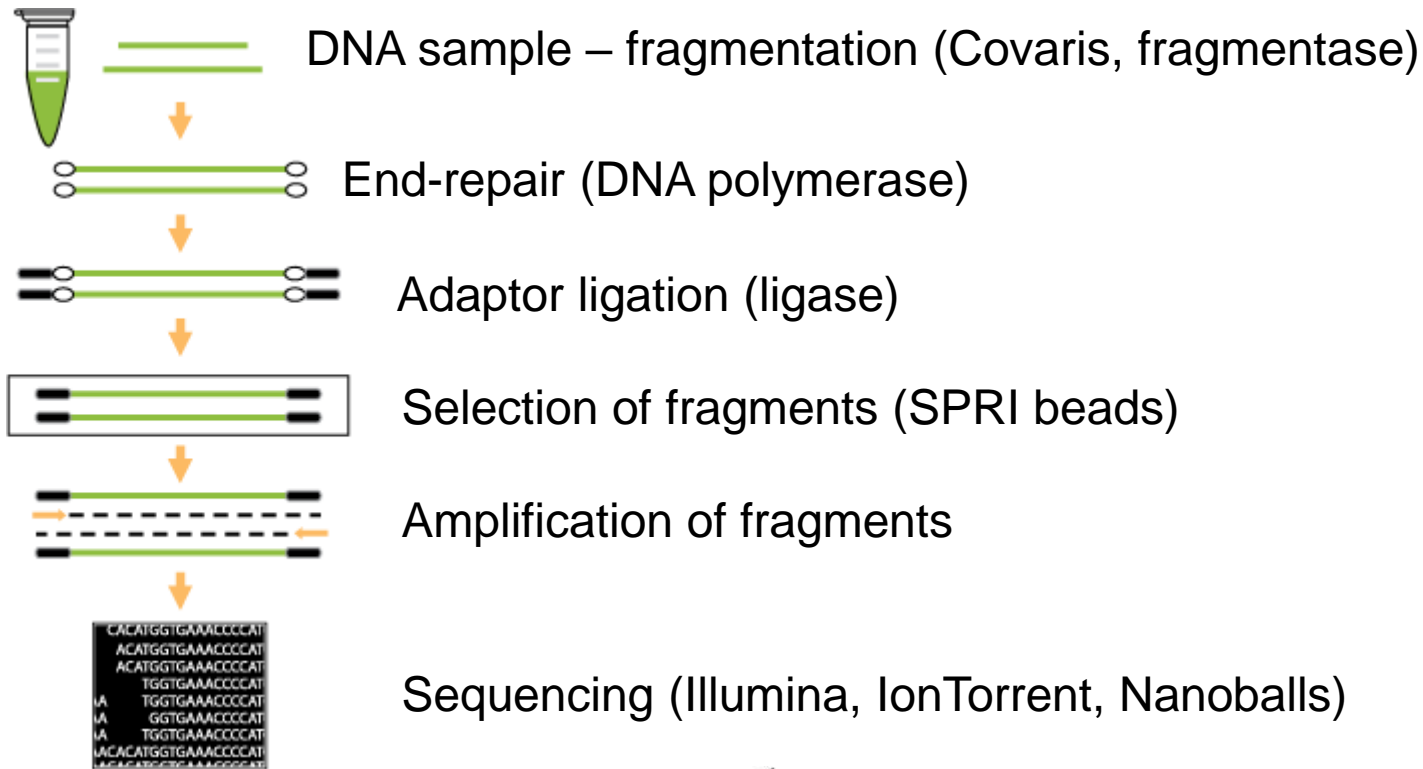 DNA sample – fragmentation (Covaris, fragmentase)
End-repair (DNA polymerase)
Adaptor ligation (ligase)
Selection of fragments (SPRI beads)
Amplification of fragments
CACATGGTGAAACCCCAT
ACATGGTGAAACCCCAT
ACATGGTGAAACCCCAT
TGGTGAAACCCCAT
TGGTGAAACCCCAT
GGTGAAACCCCAT
TGGTGAAACCCCAT
ACACATGGTGAAACCCCAT
Sequencing (Illumina, IonTorrent, Nanoballs)